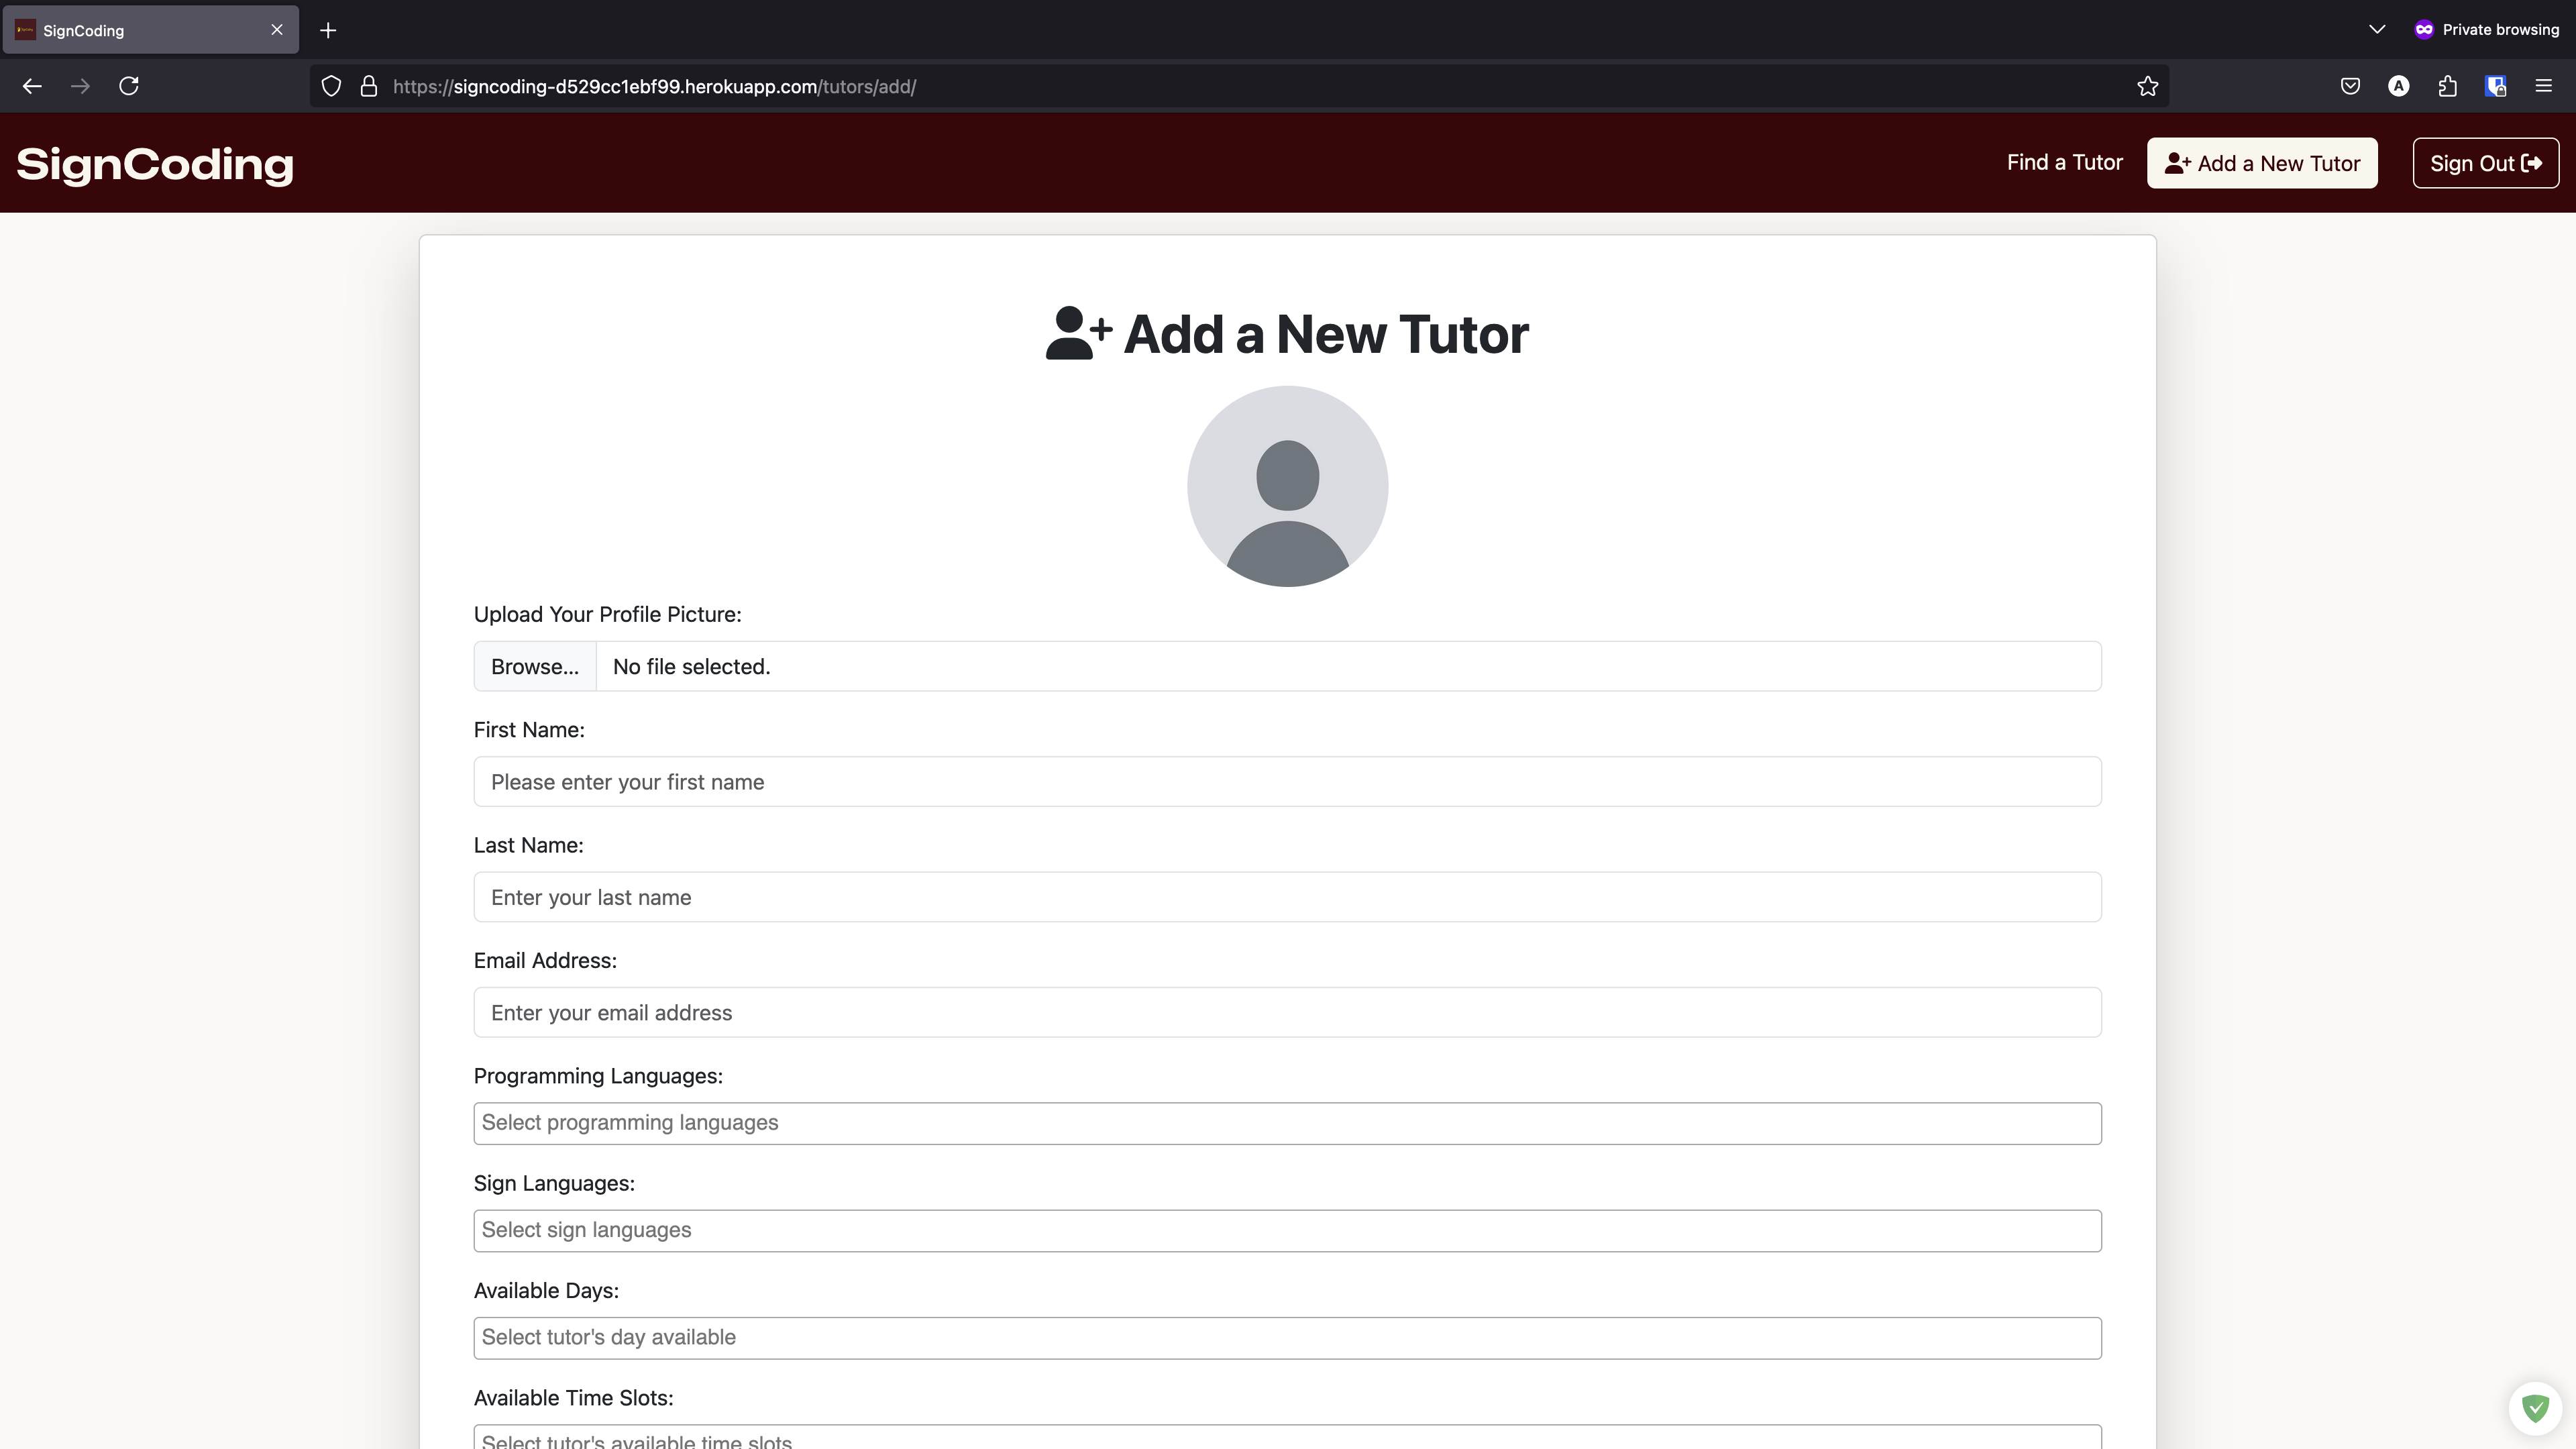 SignCoding
Private browsing
https://signcoding-d529cc1ebf99.herokuapp.com/tutors/add/
A
SignCoding
Find a Tutor
Add a New Tutor
Sign Out
Add a New Tutor
Upload Your Profile Picture:
Browse... No file selected.
First Name:
Please enter your first name
Last Name:
Enter your last name
Email Address:
Enter your email address
Programming Languages:
Select programming languages
Sign Languages:
Select sign languages
Available Days:
Select tutor's day available
Available Time Slots:
Select tutor's available time slots